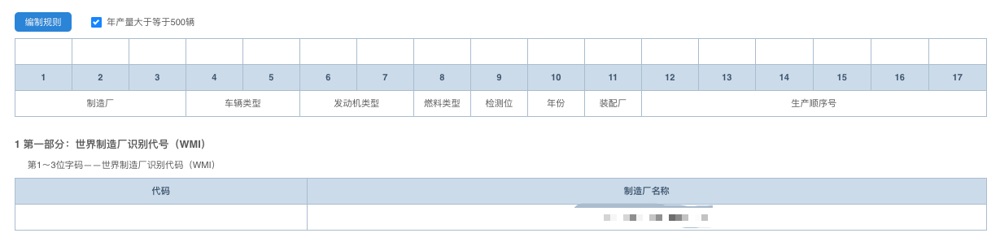 编制规则 年产量大于等于500辆
1 2 3 4 5 6 7 8 9 10 11 12 13 14 15 16 17
制造厂 车辆类型 发动机类型 燃料类型 检测位 年份 装配厂 生产顺序号
1 第一部分：世界制造厂识别代号（WMI）
第1～3位字码——世界制造厂识别代码（WMI）
代码 制造厂名称